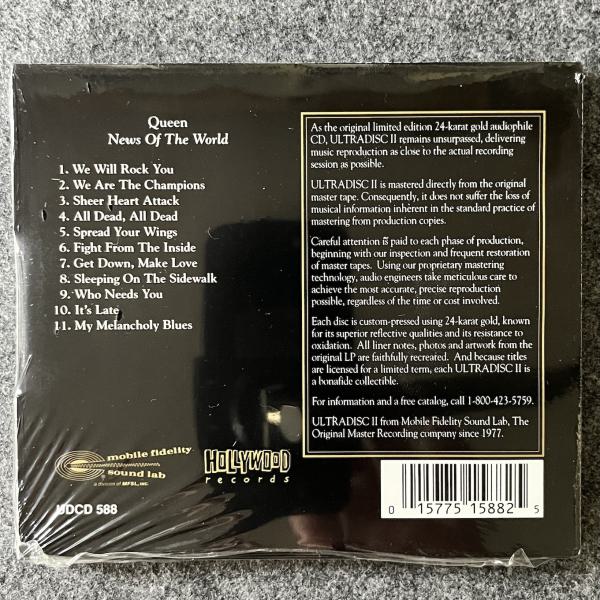 Queen
News Of The World
1. We Will Rock You
2. We Are The Champions
3. Sheer Heart Attack
4. All Dead, All Dead
5. Spread Your Wings
6. Fight From The Inside
7. Get Down, Make Love
8. Sleeping On The Sidewalk
9. Who Needs You
10. It's Late
11. My Melancholy Blues
As the original limited edition 24-karat gold audiophile
CD, ULTRADISC II remains unsurpassed, delivering
music reproduction as close to the actual recording
session as possible.
ULTRADISC II is mastered directly from the original
master tape. Consequently, it does not suffer the loss of
musical information inherent in the standard practice of
mastering from production copies.
Careful attention is paid to each phase of production,
beginning with our inspection and frequent restoration
of master tapes. Using our proprietary mastering
technology, audio engineers take meticulous care to
achieve the most accurate, precise reproduction
possible, regardless of the time or cost involved.
Each disc is custom-pressed using 24-karat gold, known
for its superior reflective qualities and its resistance to
oxidation. All liner notes, photos and artwork from the
original LP are faithfully recreated. And because titles
are licensed for a limited term, each ULTRADISC II is
a bonafide collectible.
For information and a free catalog, call 1-800-423-5759.
ULTRADISC II from Mobile Fidelity Sound Lab, The
Original Master Recording company since 1977.
mobile fidelity
sound lab
a division of MFSL, INC.
HOLLYWOOD
records
UDCD 588
0 15775 15882 5